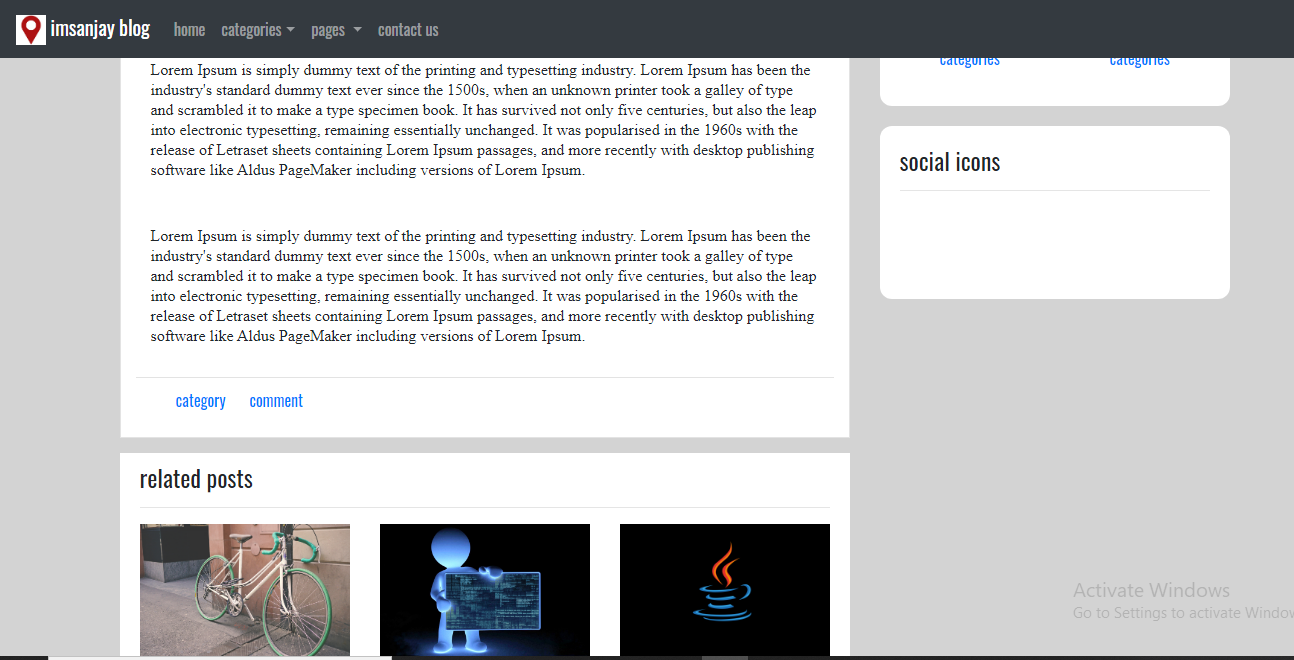 imsanjay blog home categories pages contact us
Lorem Ipsum is simply dummy text of the printing and typesetting industry. Lorem Ipsum has been the
industry's standard dummy text ever since the 1500s, when an unknown printer took a galley of type
and scrambled it to make a type specimen book. It has survived not only five centuries, but also the leap
into electronic typesetting, remaining essentially unchanged. It was popularised in the 1960s with the
release of Letraset sheets containing Lorem Ipsum passages, and more recently with desktop publishing
software like Aldus PageMaker including versions of Lorem Ipsum.
Lorem Ipsum is simply dummy text of the printing and typesetting industry. Lorem Ipsum has been the
industry's standard dummy text ever since the 1500s, when an unknown printer took a galley of type
and scrambled it to make a type specimen book. It has survived not only five centuries, but also the leap
into electronic typesetting, remaining essentially unchanged. It was popularised in the 1960s with the
release of Letraset sheets containing Lorem Ipsum passages, and more recently with desktop publishing
software like Aldus PageMaker including versions of Lorem Ipsum.
category comment
related posts
categories categories
social icons
Activate Windows
Go to Settings to activate Window